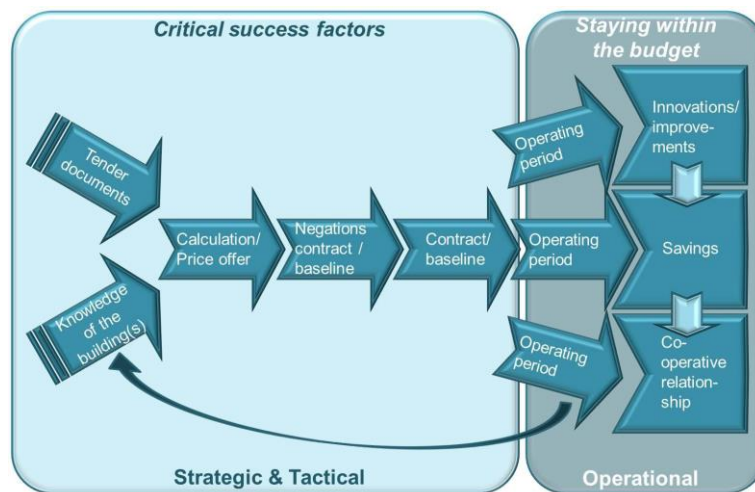 Critical success factors
Staying within
the budget
Tender
documents
Knowledge
of the
building(s)
Calculation/
Price offer
Negations
contract /
baseline
Contract/
baseline
Operating
period
Operating
period
Operating
period
Innovations/
improve-
ments
Savings
Co-
operative
relation-
ship
Strategic & Tactical
Operational